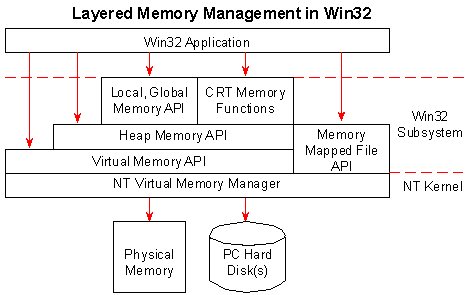 Layered Memory Management in Win32
Win32 Application
Local, Global
Memory API
CRT Memory
Functions
Win32
Subsystem
Heap Memory API
Memory
Mapped File
API
Virtual Memory API
NT Virtual Memory Manager
NT Kernel
Physical
Memory
PC Hard
Disk(s)